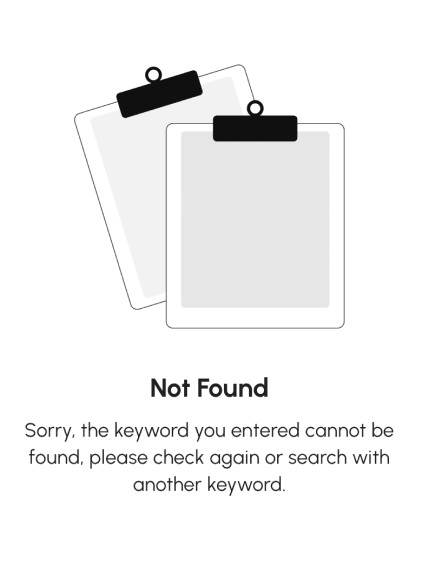 Not Found
Sorry, the keyword you entered cannot be
found, please check again or search with
another keyword.